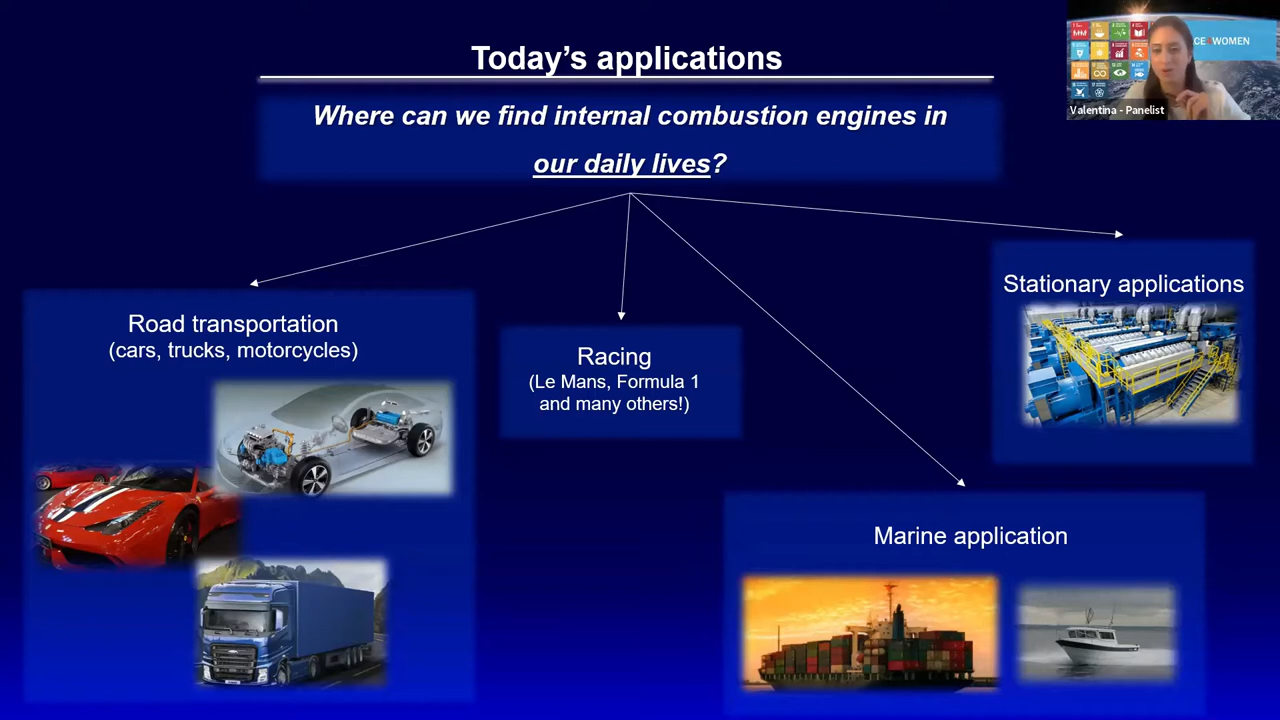 Today's applications
Where can we find internal combustion engines in
our daily lives?
CE4WOMEN
Valentina - Panelist
Road transportation
(cars, trucks, motorcycles)
Racing
(Le Mans, Formula 1
and many others!)
Stationary applications
Marine application